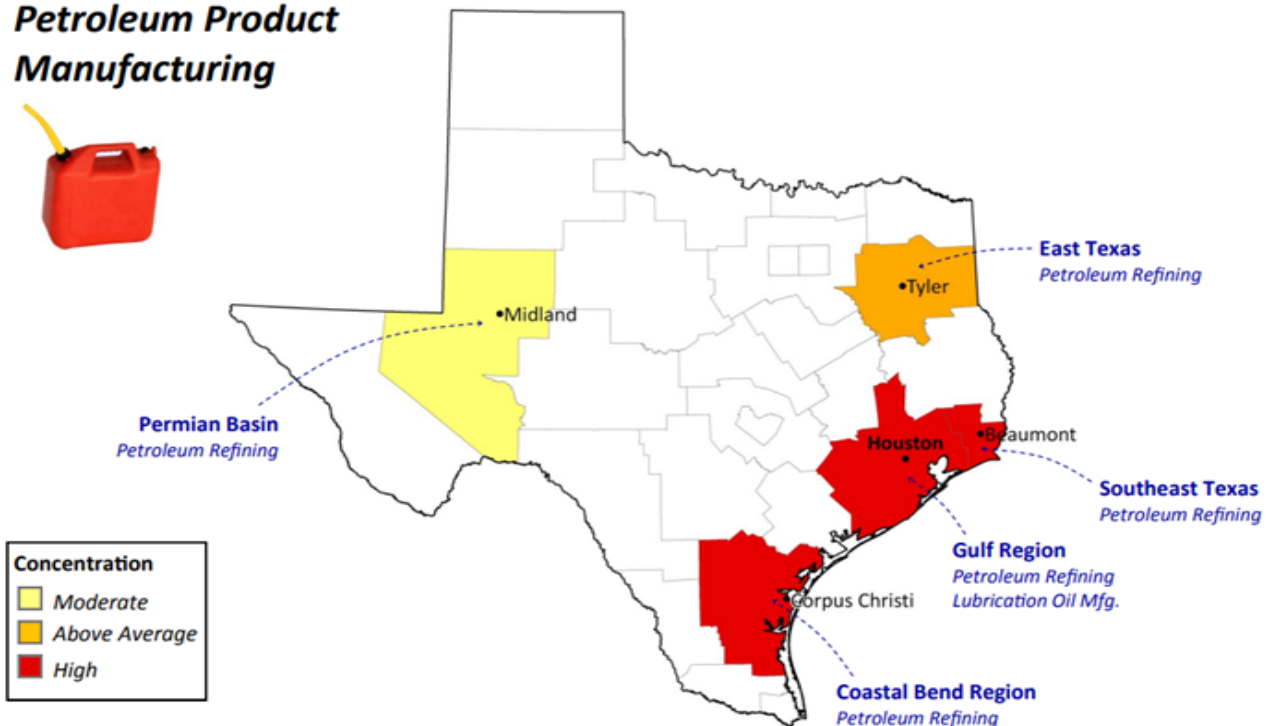 Petroleum Product
Manufacturing
East Texas
Petroleum Refining
Tyler
Midland
Permian Basin
Petroleum Refining
Houston
Beaumont
Southeast Texas
Petroleum Refining
Gulf Region
Petroleum Refining
Lubrication Oil Mfg.
Corpus Christi
Coastal Bend Region
Petroleum Refining
Concentration
Moderate
Above Average
High